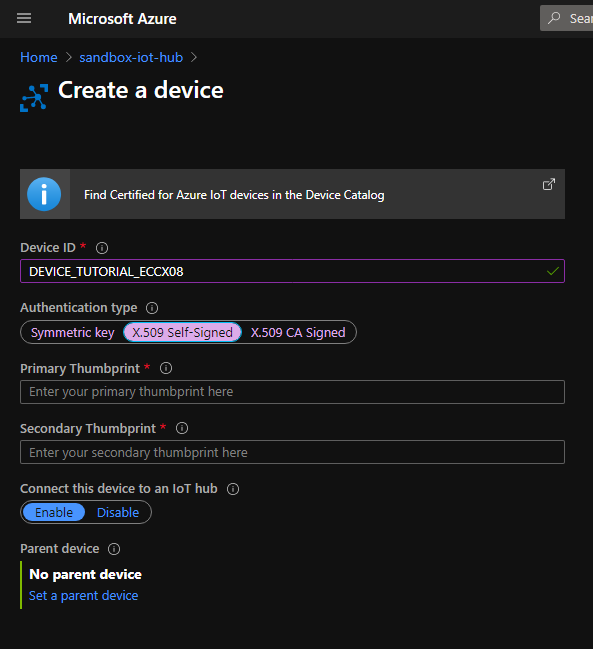 Microsoft Azure
Home > sandbox-iot-hub >
Create a device
Find Certified for Azure IoT devices in the Device Catalog
Device ID *
DEVICE_TUTORIAL_ECCX08
Authentication type
Symmetric key X.509 Self-Signed X.509 CA Signed
Primary Thumbprint *
Enter your primary thumbprint here
Secondary Thumbprint *
Enter your secondary thumbprint here
Connect this device to an IoT hub
Enable Disable
Parent device
No parent device
Set a parent device